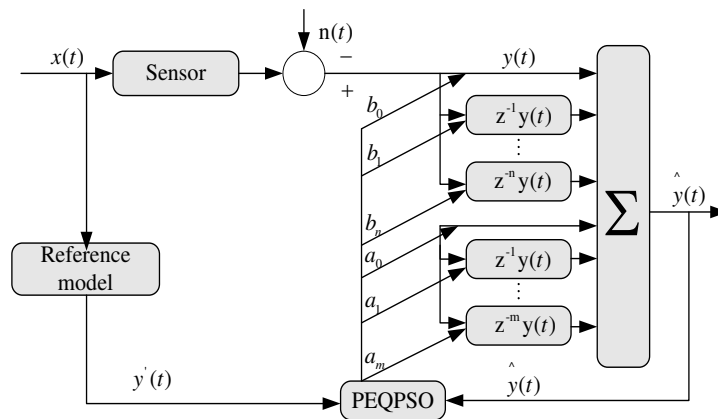 n(t)
x(t)
Sensor
−
+
y(t)
b₀
z⁻¹y(t)
⋮
b₁
z⁻ⁿy(t)
bₙ
∑
ŷ(t)
a₀
Reference
model
z⁻¹y(t)
⋮
a₁
z⁻ᵐy(t)
aₘ
y'(t)
PEQPSO
ŷ(t)